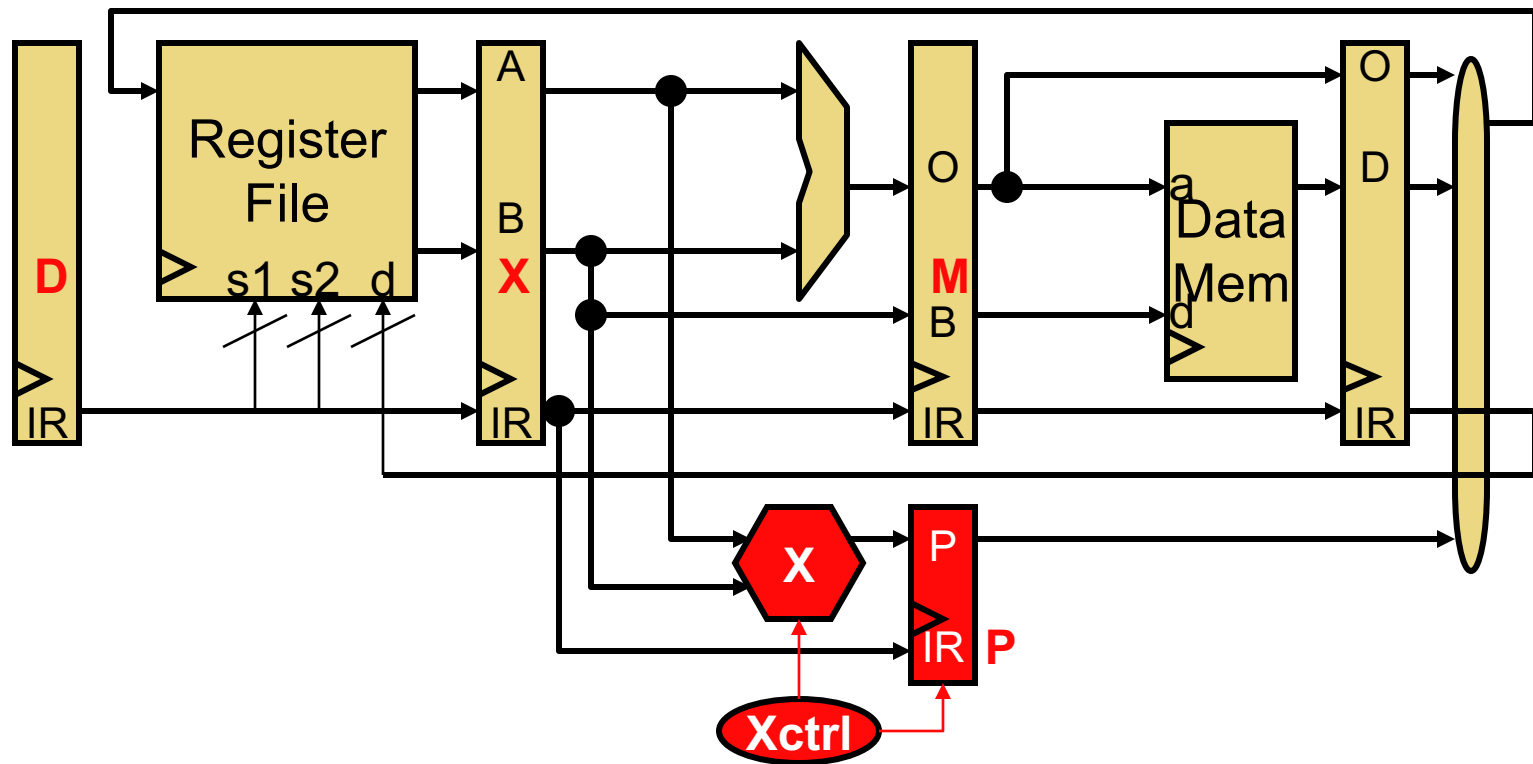 D
IR
Register
File
s1 s2 d
A
B
X
IR
O
M
B
IR
a
Data
Mem
d
O
D
IR
X
P
IR
P
Xctrl